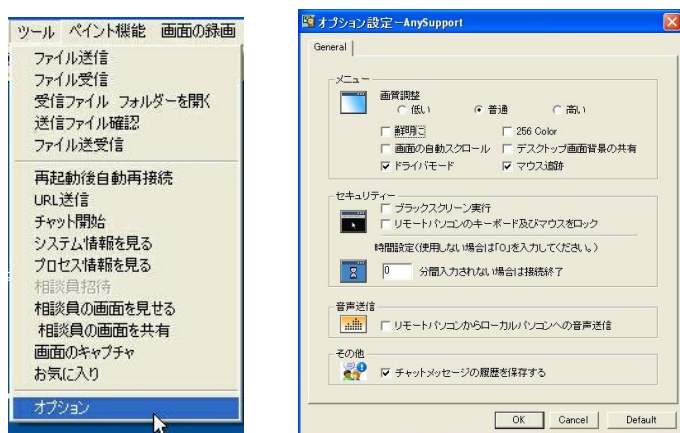 ツール ペイント機能 画面の録画
ファイル送信
ファイル受信
受信ファイル フォルダーを開く
送信ファイル確認
ファイル送受信
再起動後自動再接続
URL送信
チャット開始
システム情報を見る
プロセス情報を見る
相談員招待
相談員の画面を見せる
相談員の画面を共有
画面のキャプチャ
お気に入り
オプション
オプション設定-AnySupport
General
メニュー
画質調整
低い 普通 高い
鮮明に 256 Color
画面の自動スクロール デスクトップ画面背景の共有
ドライバモード マウス追跡
セキュリティー
ブラックスクリーン実行
リモートパソコンのキーボード及びマウスをロック
時間設定(使用しない場合は「0」を入力してください。)
0 分間入力されない場合は接続終了
音声送信
リモートパソコンからローカルパソコンへの音声送信
その他
チャットメッセージの履歴を保存する
OK Cancel Default